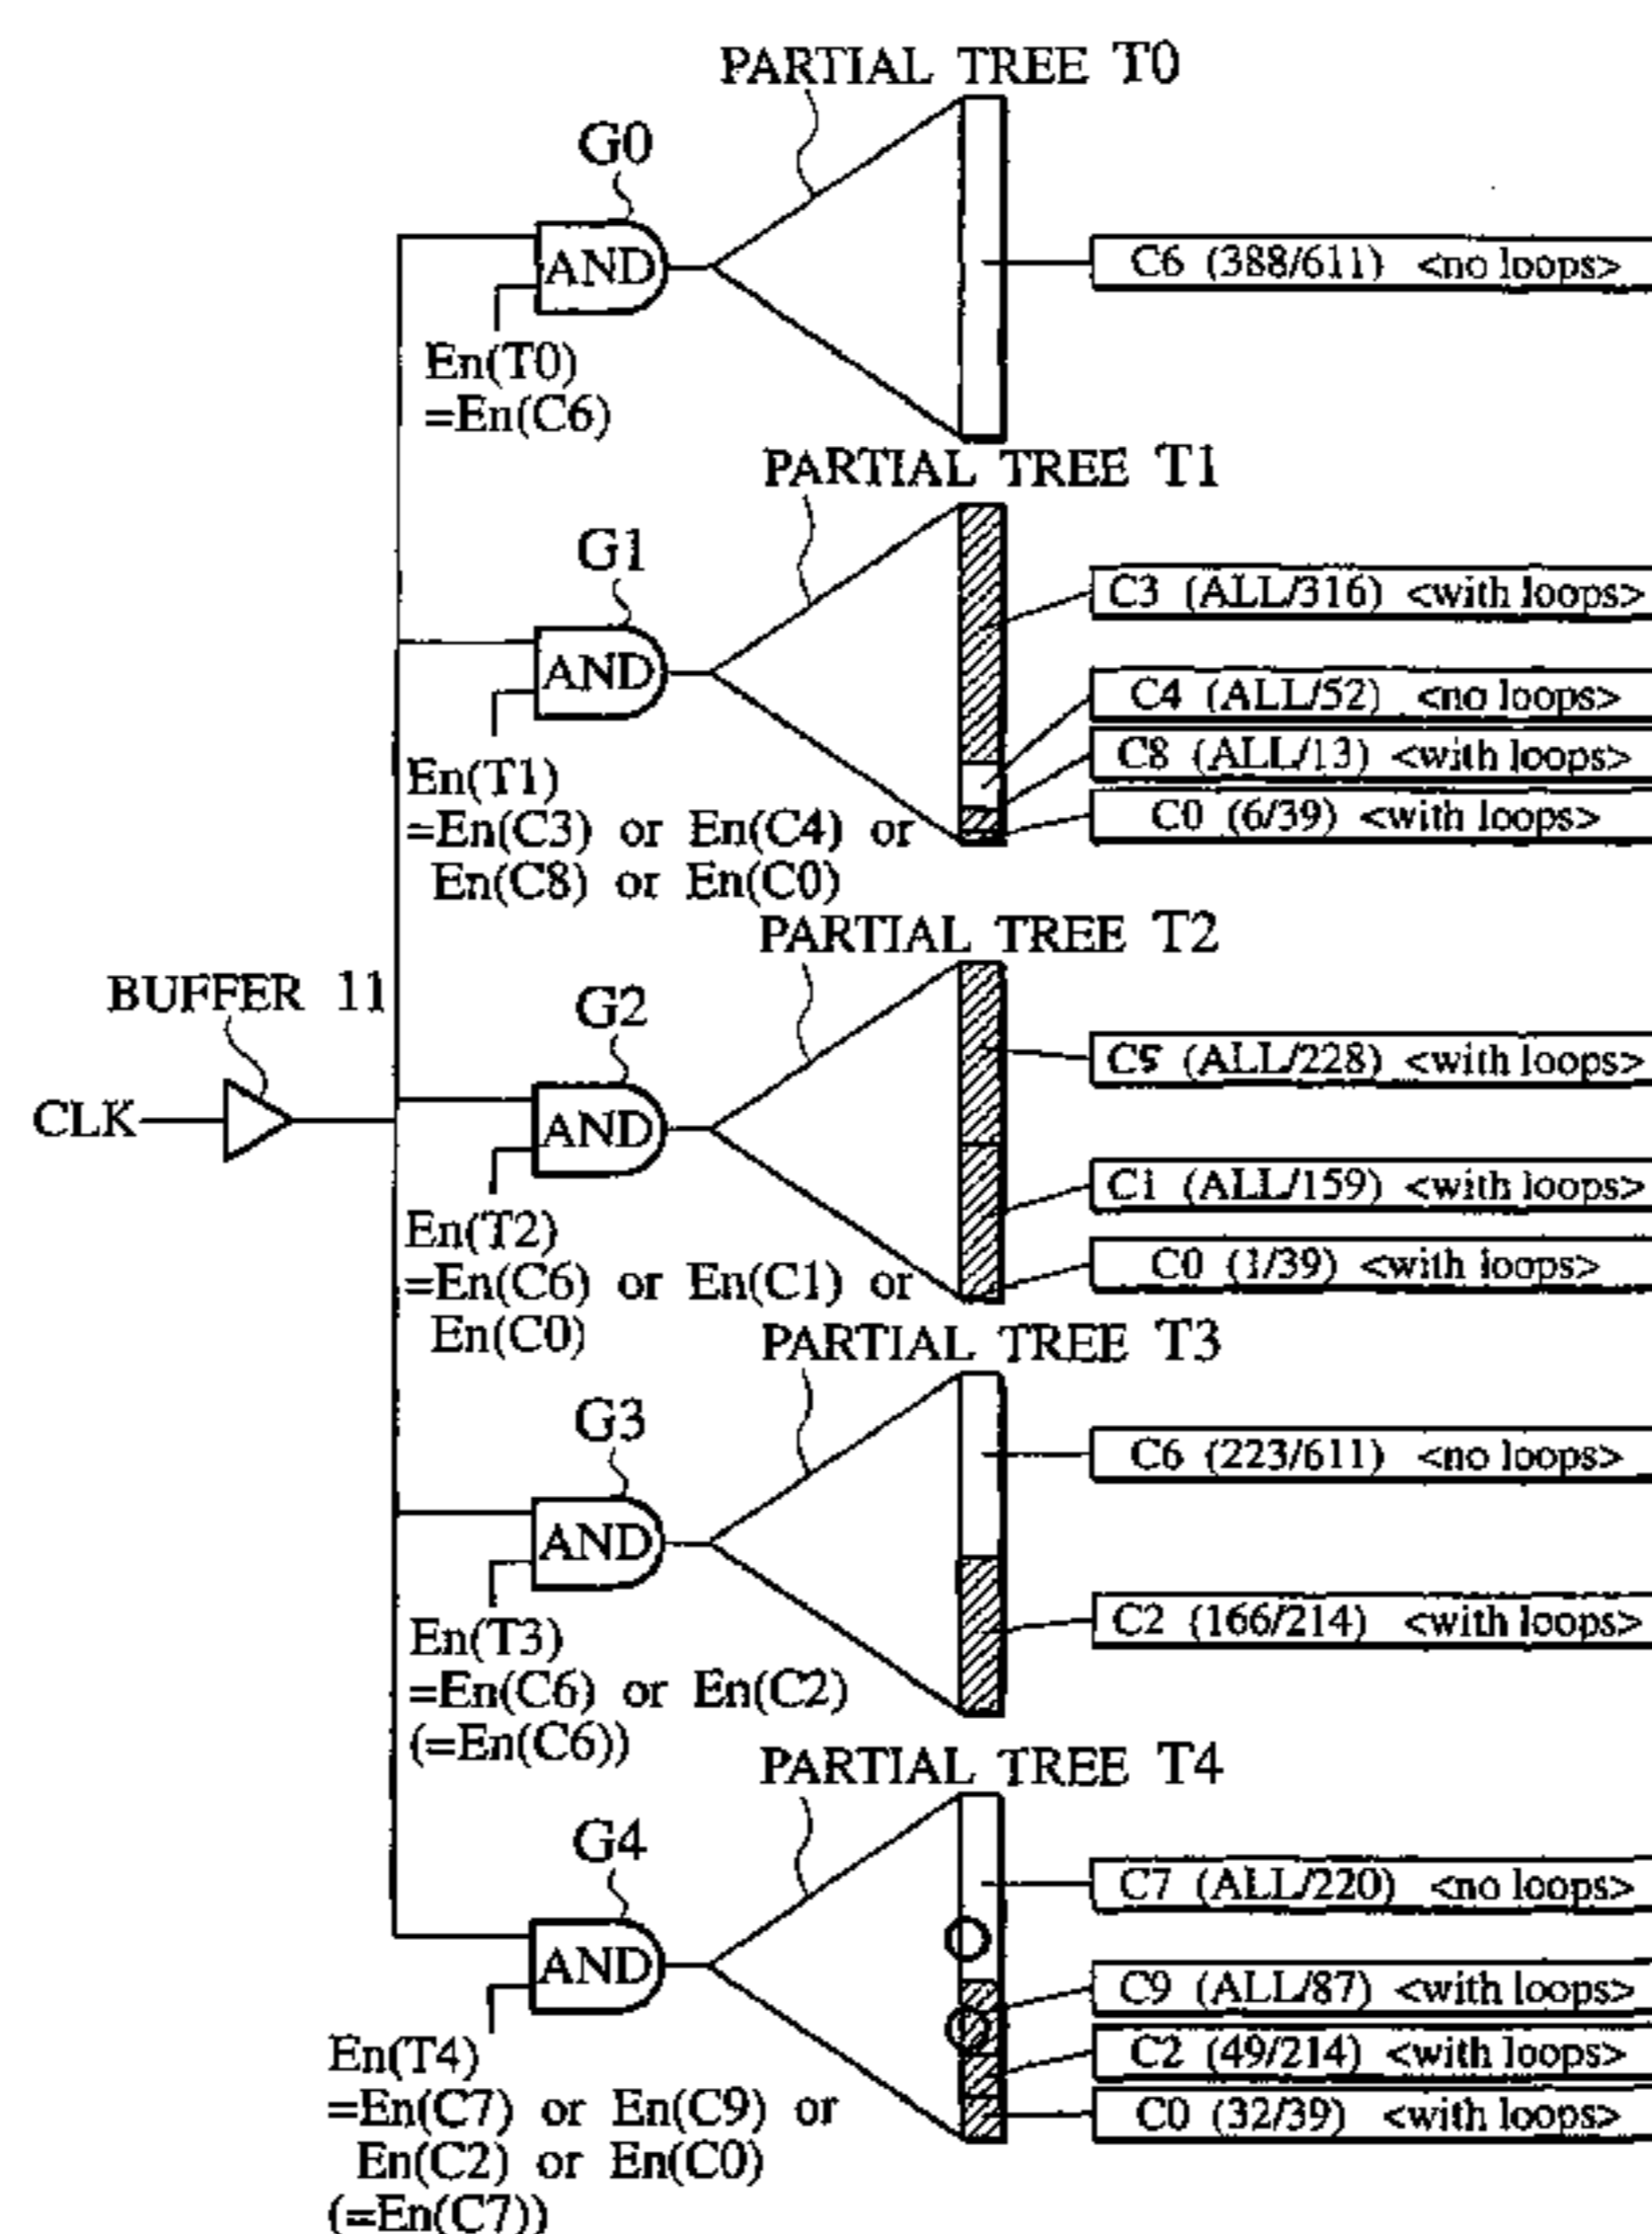 PARTIAL TREE T0
G0
AND
C6 (388/611) <no loops>
En(T0)
=En(C6)
PARTIAL TREE T1
G1
AND
C3 (ALL/316) <with loops>
C4 (ALL/52) <no loops>
C8 (ALL/13) <with loops>
C0 (6/39) <with loops>
En(T1)
=En(C3) or En(C4) or
En(C8) or En(C0)
PARTIAL TREE T2
BUFFER 11
G2
CLK
AND
C5 (ALL/228) <with loops>
C1 (ALL/159) <with loops>
C0 (1/39) <with loops>
En(T2)
=En(C6) or En(C1) or
En(C0)
PARTIAL TREE T3
G3
AND
C6 (223/611) <no loops>
C2 (166/214) <with loops>
En(T3)
=En(C6) or En(C2)
(=En(C6))
PARTIAL TREE T4
G4
AND
C7 (ALL/220) <no loops>
C9 (ALL/87) <with loops>
C2 (49/214) <with loops>
C0 (32/39) <with loops>
En(T4)
=En(C7) or En(C9) or
En(C2) or En(C0)
(=En(C7))